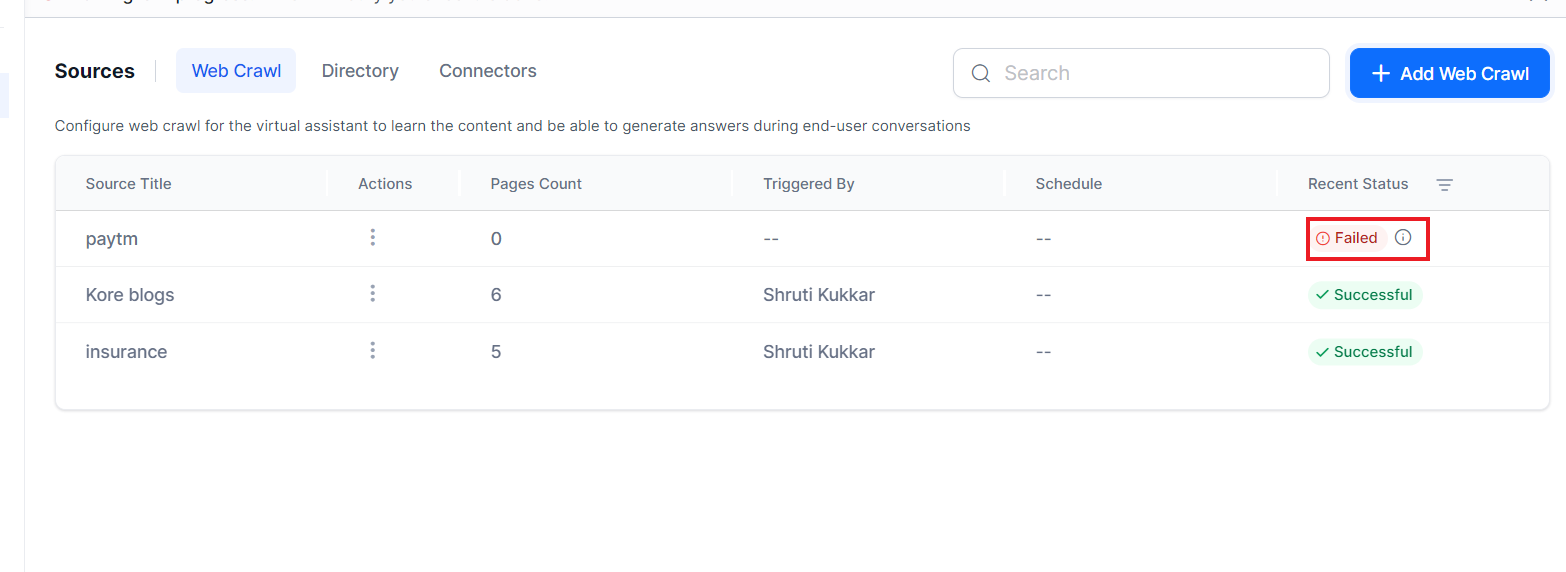 Sources Web Crawl Directory Connectors Search + Add Web Crawl
Configure web crawl for the virtual assistant to learn the content and be able to generate answers during end-user conversations
Source Title Actions Pages Count Triggered By Schedule Recent Status
paytm 0 -- -- Failed
Kore blogs 6 Shruti Kukkar -- Successful
insurance 5 Shruti Kukkar -- Successful